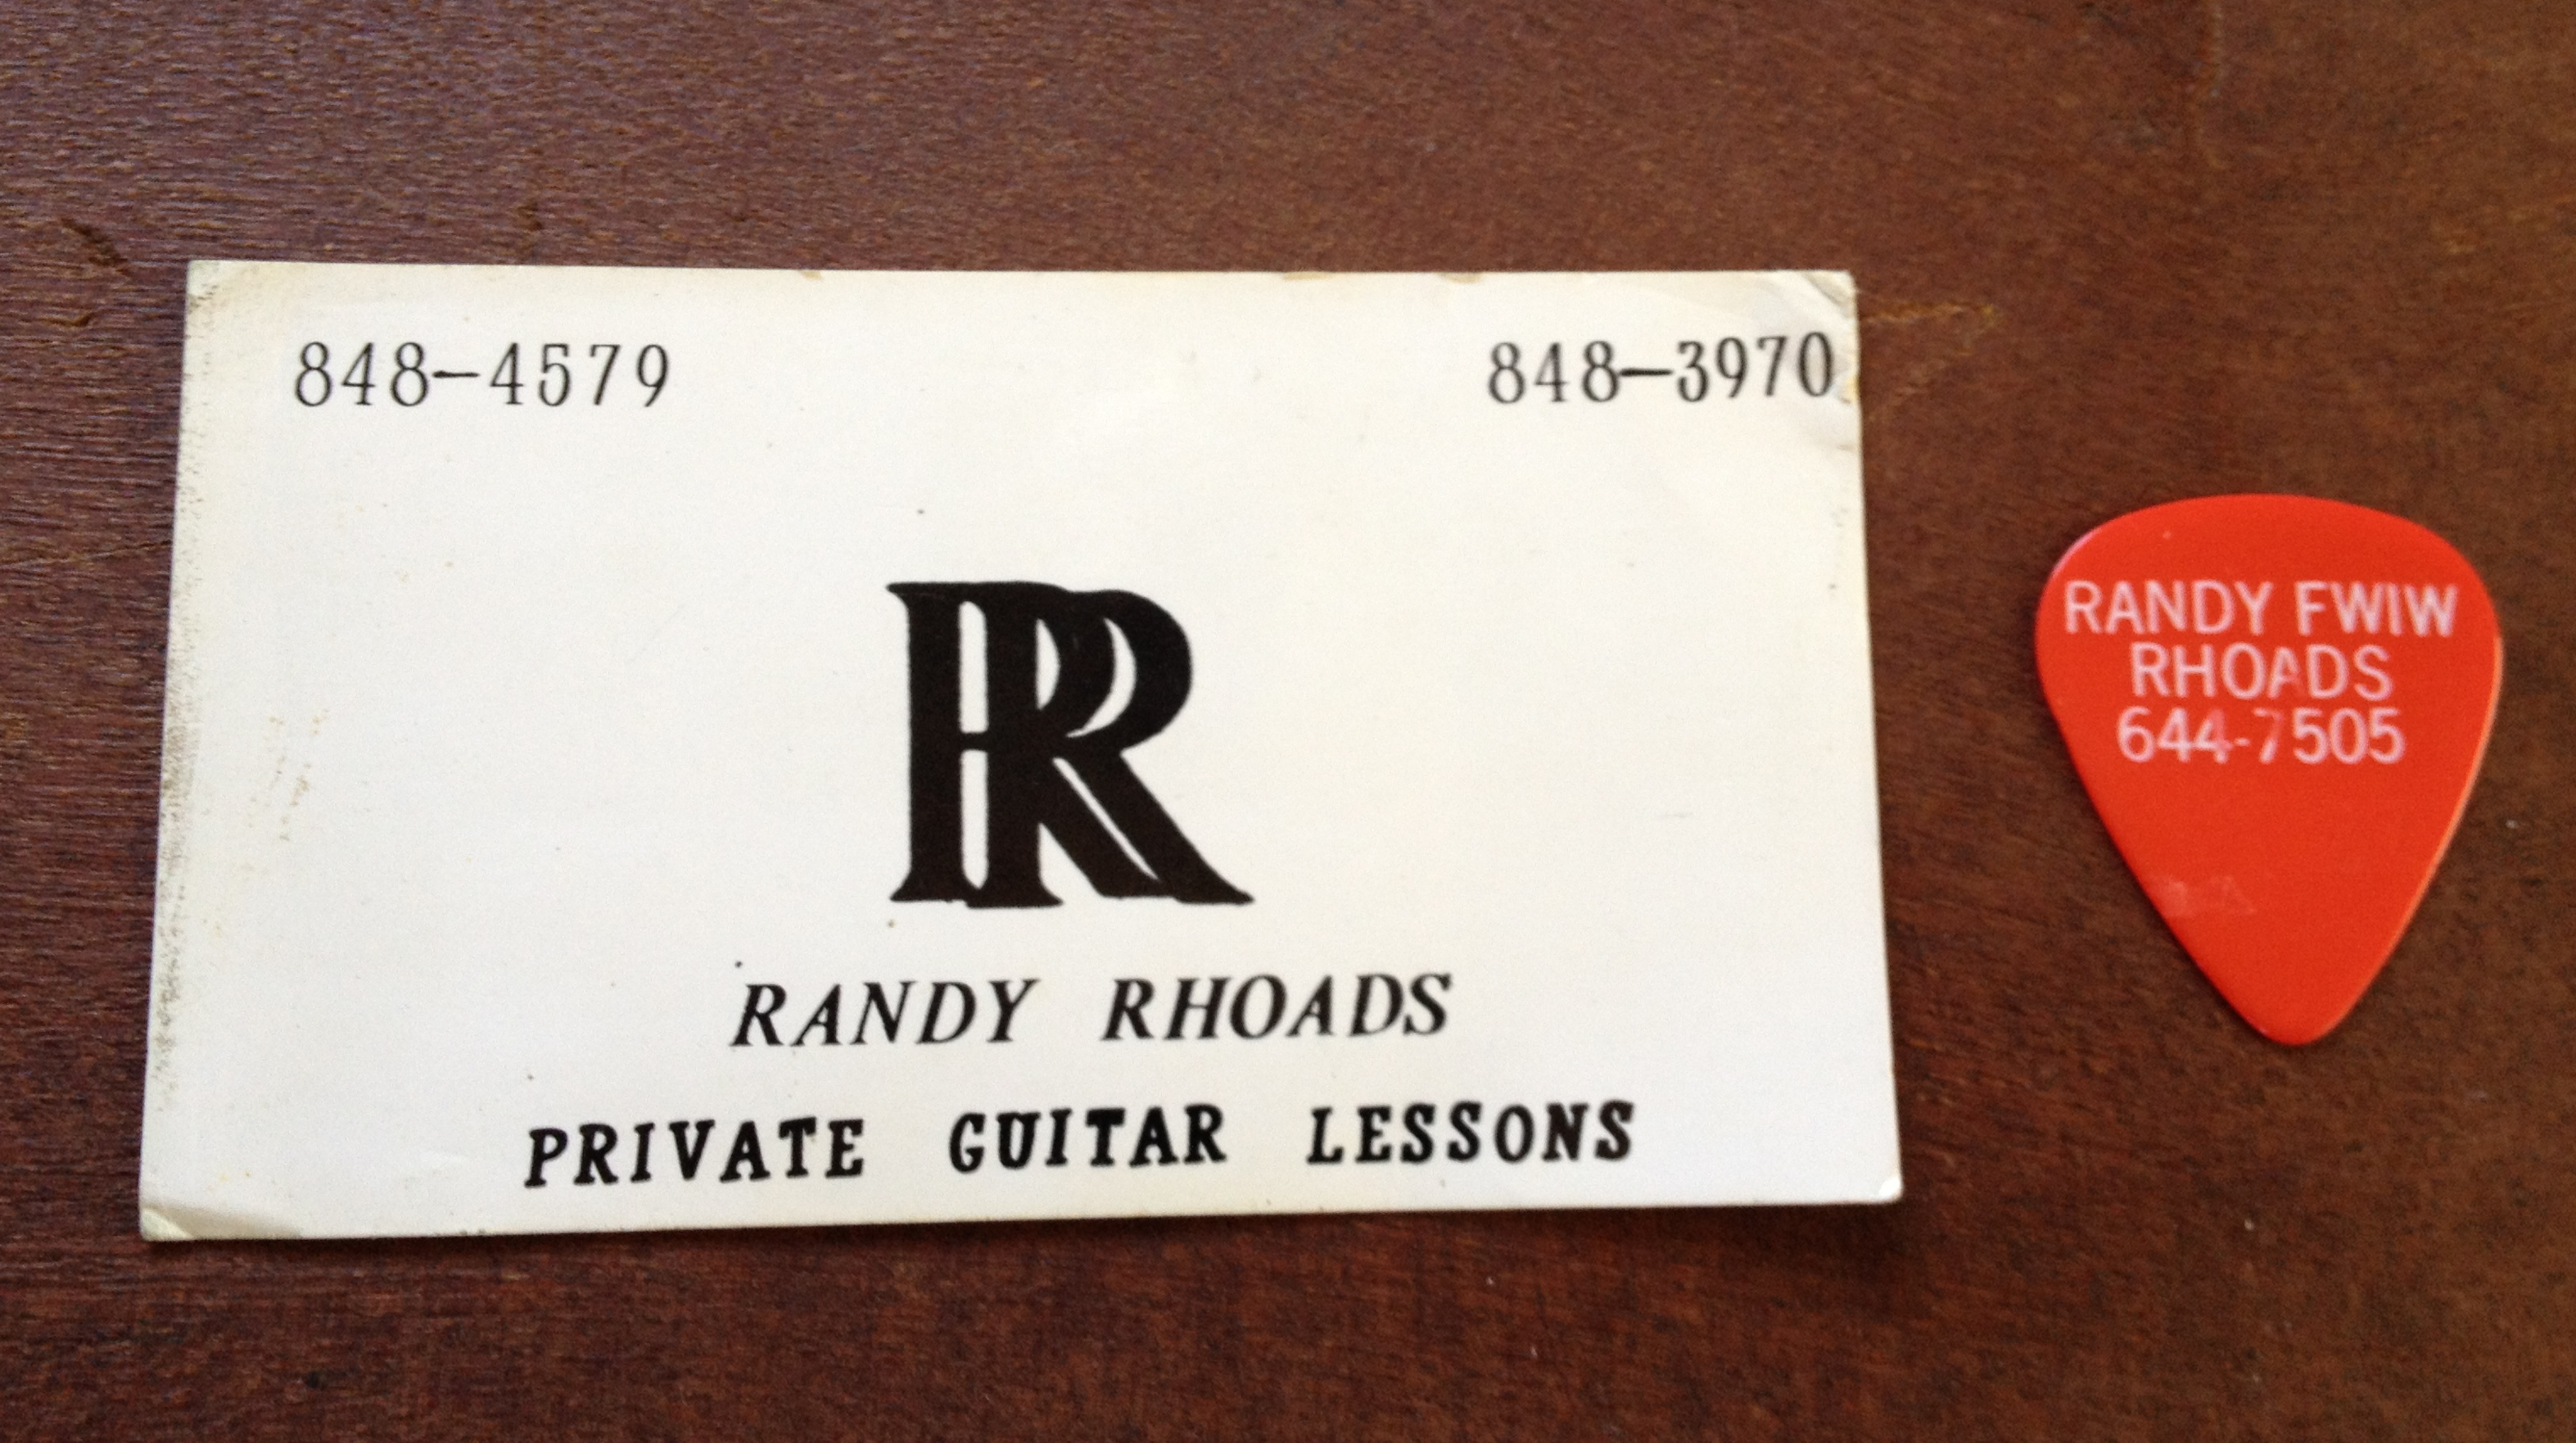 848-4579
848-3970
RR
RANDY RHOADS
PRIVATE GUITAR LESSONS
RANDY FWIW
RHOADS
644-7505